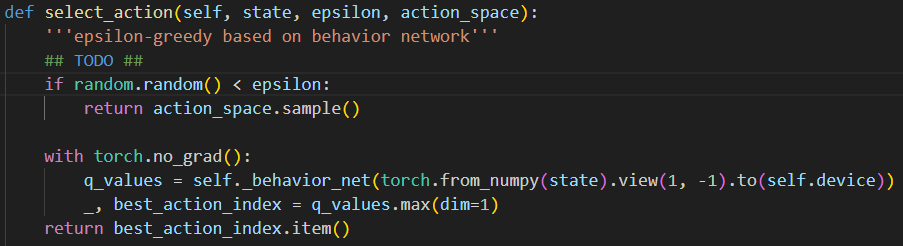 def select_action(self, state, epsilon, action_space):
    '''epsilon-greedy based on behavior network'''
    ## TODO ##
    if random.random() < epsilon:
        return action_space.sample()

    with torch.no_grad():
        q_values = self._behavior_net(torch.from_numpy(state).view(1, -1).to(self.device))
        _, best_action_index = q_values.max(dim=1)
    return best_action_index.item()